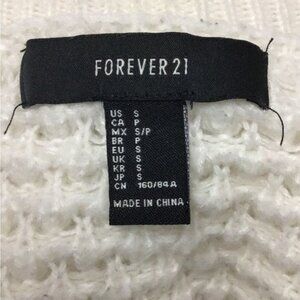 FOREVER 21
US S
CA P
MX S/P
BR P
EU S
UK S
KR S
JP S
CN 160/84A
MADE IN CHINA